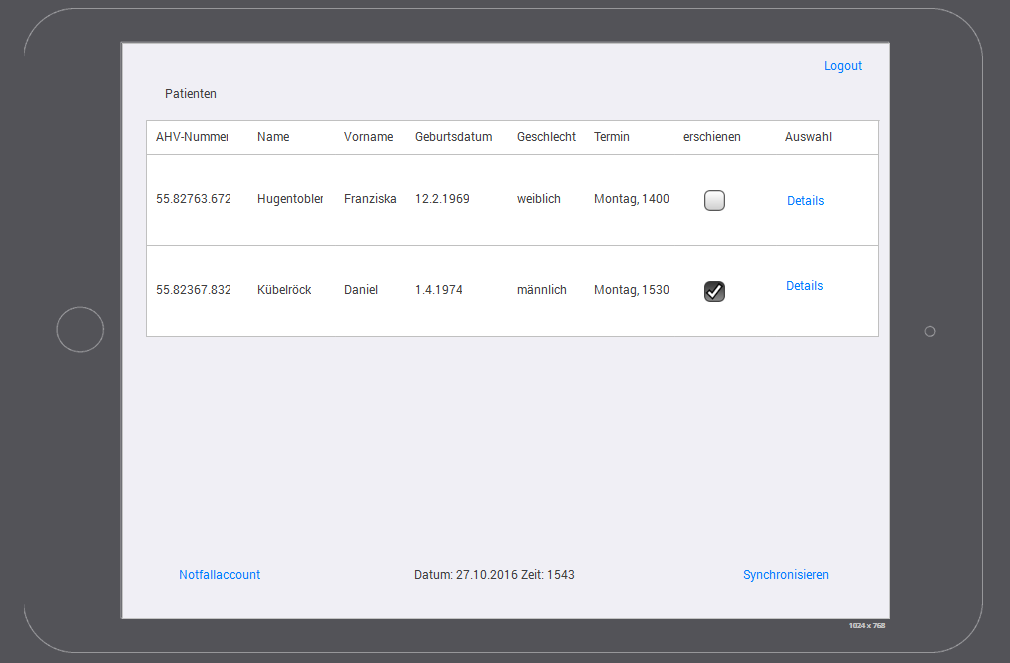 Logout
Patienten
AHV-Nummer Name Vorname Geburtsdatum Geschlecht Termin erschienen Auswahl
55.82763.672 Hugentobler Franziska 12.2.1969 weiblich Montag, 1400 Details
55.82367.832 Kübelröck Daniel 1.4.1974 männlich Montag, 1530 Details
Notfallaccount Datum: 27.10.2016 Zeit: 1543 Synchronisieren
1024 x 768